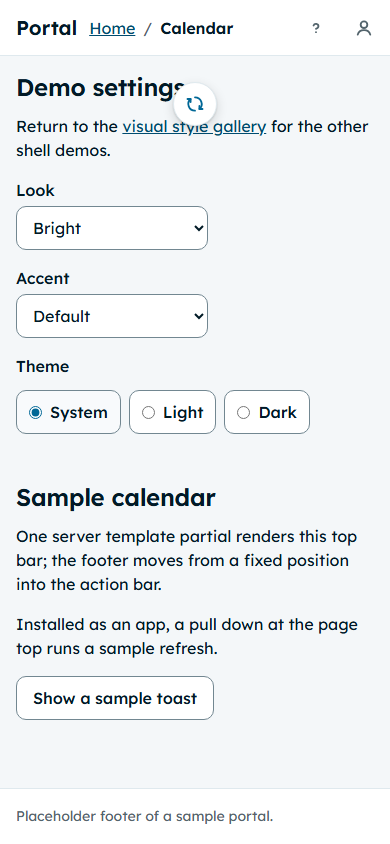 Portal Home / Calendar ?
Demo settings
Return to the visual style gallery for the other
shell demos.
Look
Bright
Accent
Default
Theme
System Light Dark
Sample calendar
One server template partial renders this top
bar; the footer moves from a fixed position
into the action bar.
Installed as an app, a pull down at the page
top runs a sample refresh.
Show a sample toast
Placeholder footer of a sample portal.